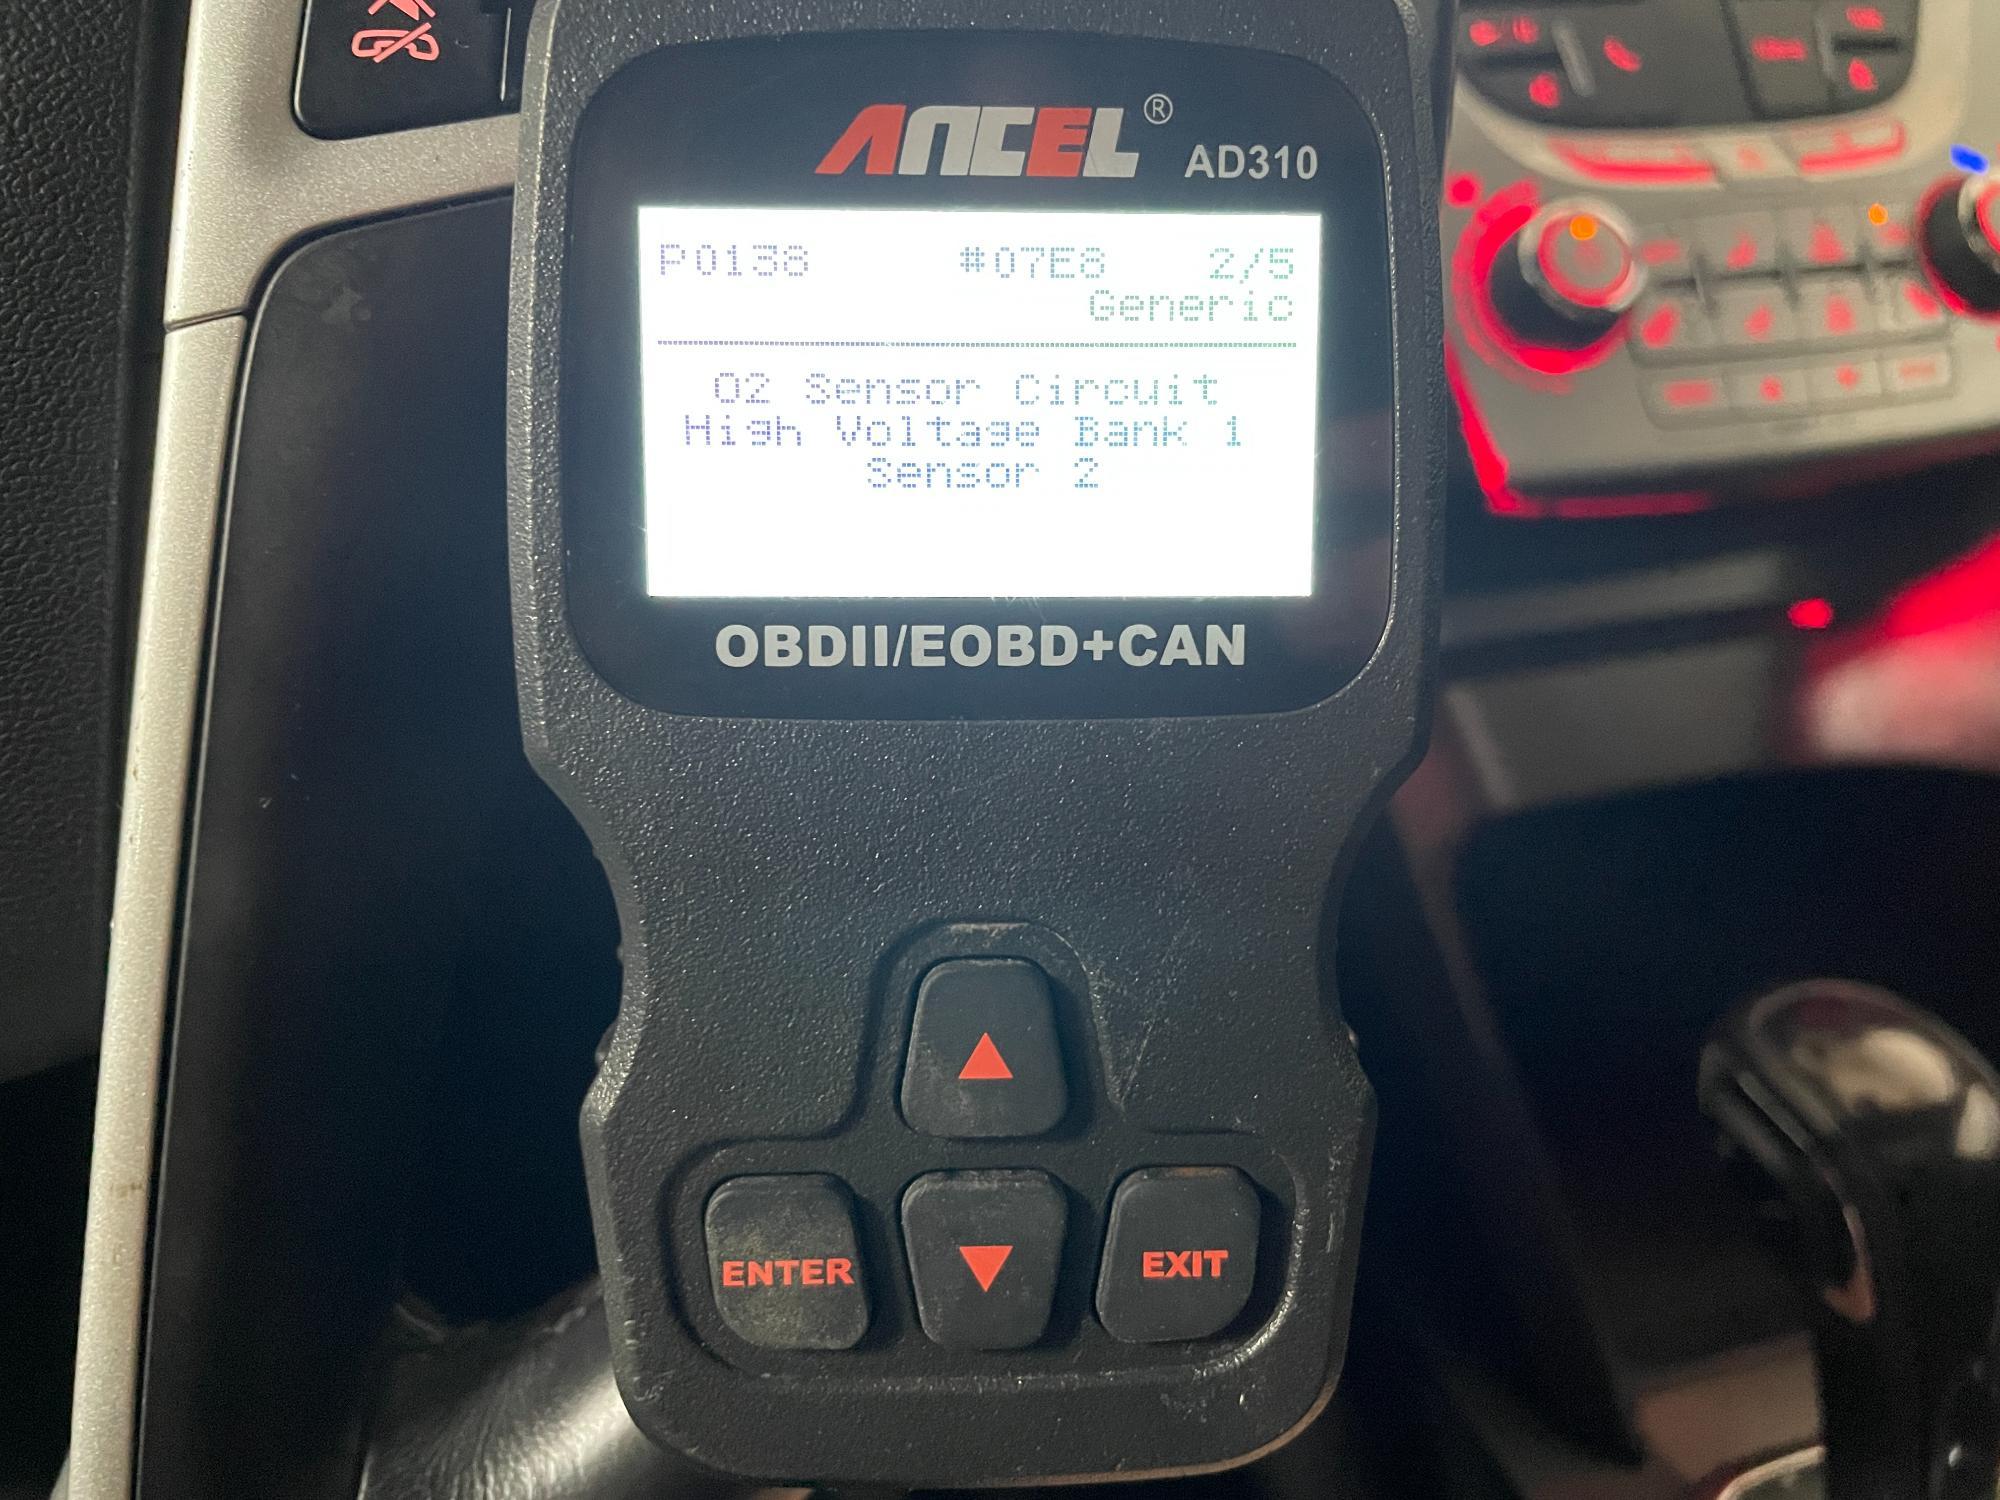 ANCEL®
AD310
P0138 #07E8 2/5
Generic
O2 Sensor Circuit
High Voltage Bank 1
Sensor 2
OBDII/EOBD+CAN
ENTER
EXIT